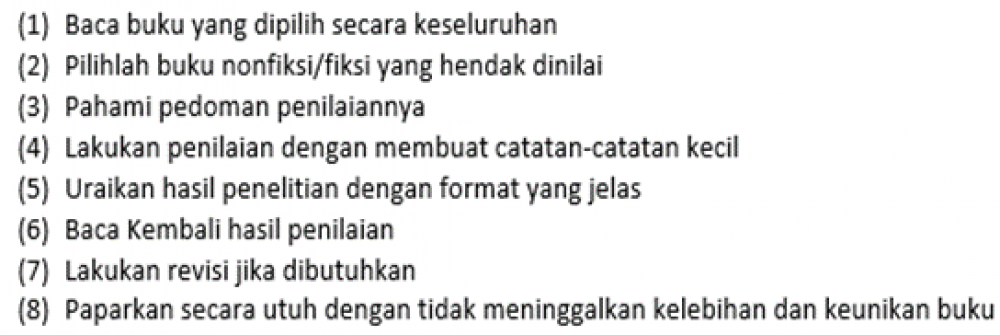 (1) Baca buku yang dipilih secara keseluruhan
(2) Pilihlah buku nonfiksi/fiksi yang hendak dinilai
(3) Pahami pedoman penilaiannya
(4) Lakukan penilaian dengan membuat catatan-catatan kecil
(5) Uraikan hasil penelitian dengan format yang jelas
(6) Baca Kembali hasil penilaian
(7) Lakukan revisi jika dibutuhkan
(8) Paparkan secara utuh dengan tidak meninggalkan kelebihan dan keunikan buku